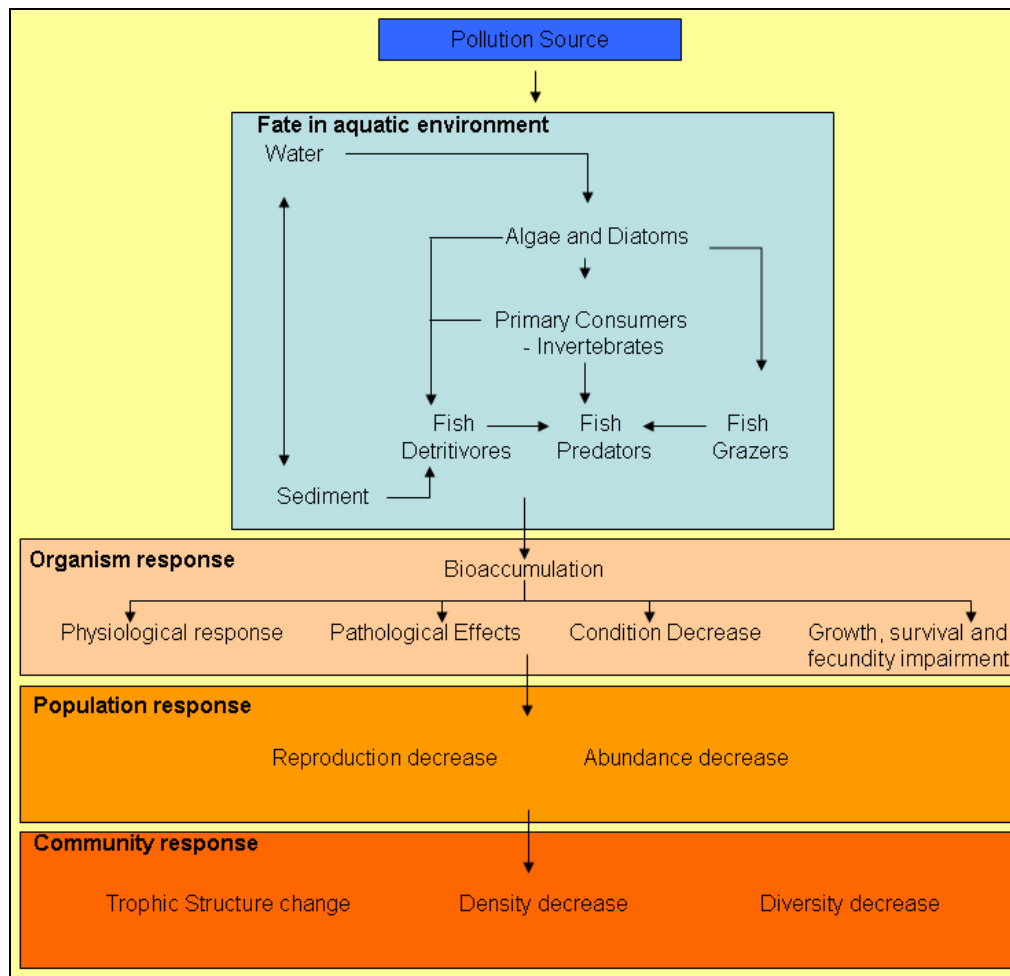 Pollution Source
Fate in aquatic environment
Water
Algae and Diatoms
Primary Consumers
- Invertebrates
Fish
Detritivores
Fish
Predators
Fish
Grazers
Sediment
Organism response
Bioaccumulation
Physiological response
Pathological Effects
Condition Decrease
Growth, survival and
fecundity impairment
Population response
Reproduction decrease
Abundance decrease
Community response
Trophic Structure change
Density decrease
Diversity decrease